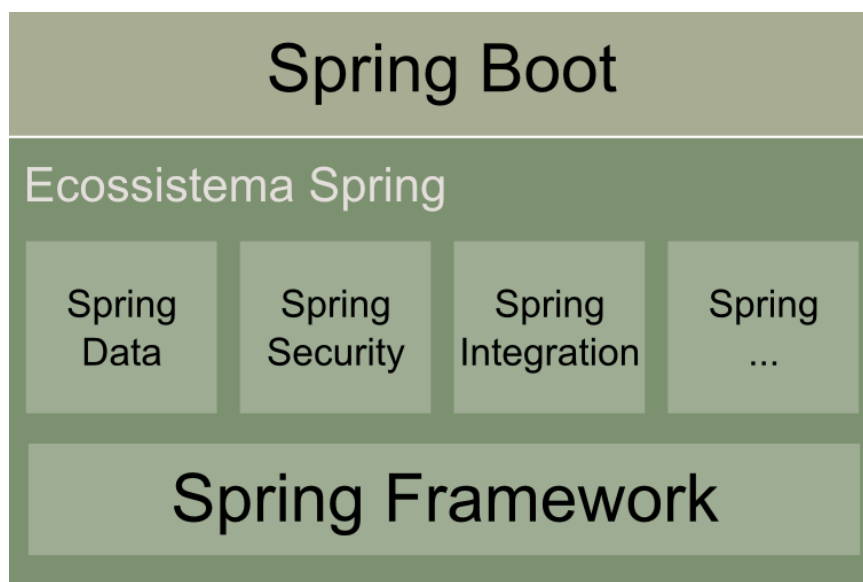 Spring Boot
Ecossistema Spring
Spring
Data
Spring
Security
Spring
Integration
Spring
...
Spring Framework